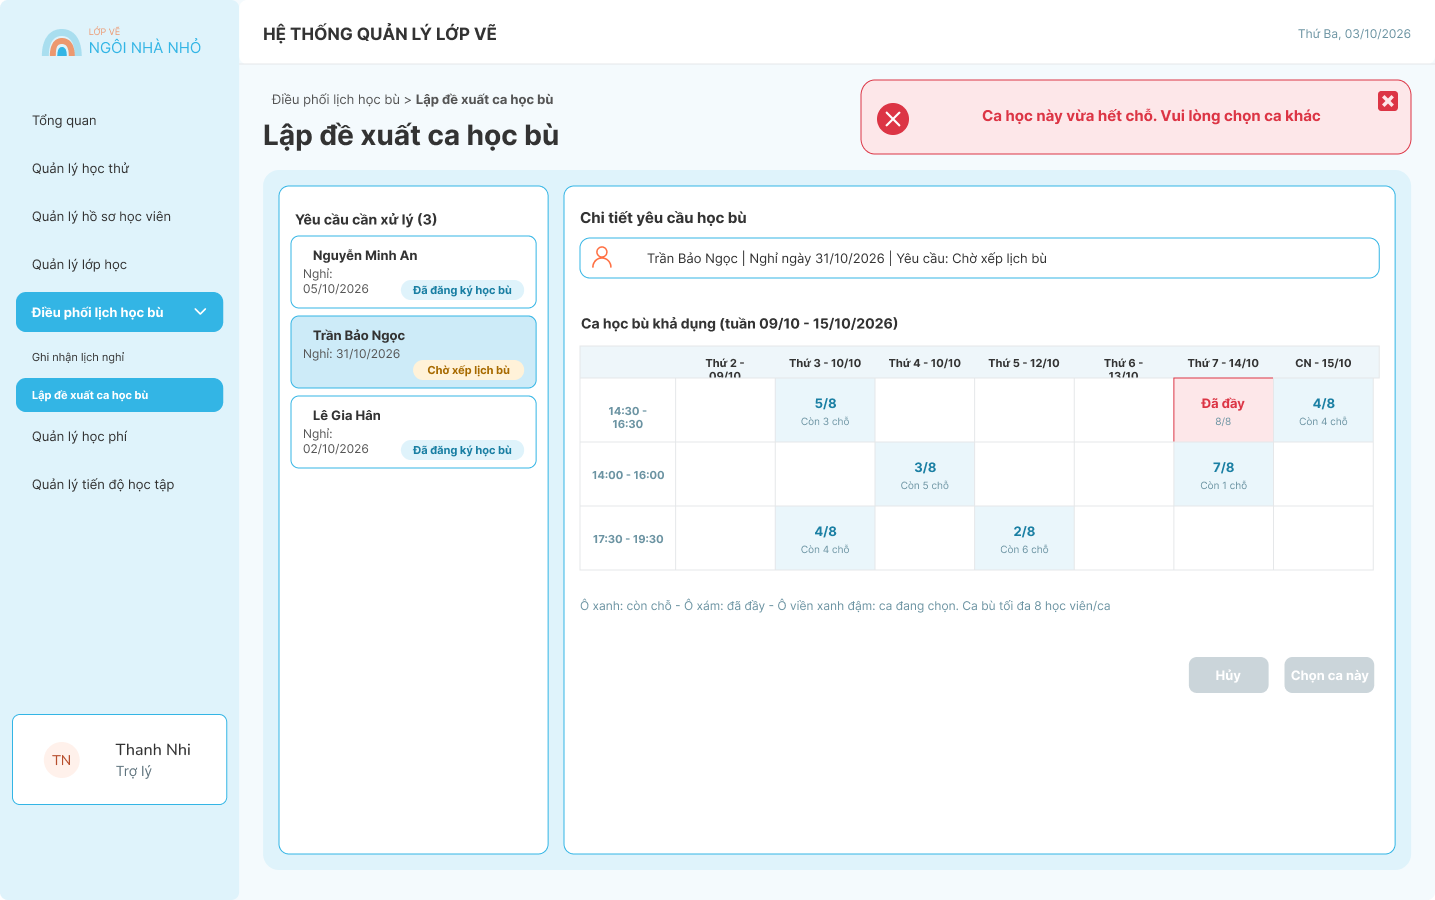 LỚP VẼ
NGÔI NHÀ NHỎ
Tổng quan
Quản lý học thử
Quản lý hồ sơ học viên
Quản lý lớp học
Điều phối lịch học bù
Ghi nhận lịch nghỉ
Lập đề xuất ca học bù
Quản lý học phí
Quản lý tiến độ học tập
TN
Thanh Nhi
Trợ lý
HỆ THỐNG QUẢN LÝ LỚP VẼ
Thứ Ba, 03/10/2026
Điều phối lịch học bù > Lập đề xuất ca học bù
Lập đề xuất ca học bù
Ca học này vừa hết chỗ. Vui lòng chọn ca khác
Yêu cầu cần xử lý (3)
Nguyễn Minh An
Nghỉ:
05/10/2026
Đã đăng ký học bù
Trần Bảo Ngọc
Nghỉ: 31/10/2026
Chờ xếp lịch bù
Lê Gia Hân
Nghỉ:
02/10/2026
Đã đăng ký học bù
Chi tiết yêu cầu học bù
Trần Bảo Ngọc | Nghỉ ngày 31/10/2026 | Yêu cầu: Chờ xếp lịch bù
Ca học bù khả dụng (tuần 09/10 - 15/10/2026)
Thứ 2 -
09/10
Thứ 3 - 10/10
Thứ 4 - 10/10
Thứ 5 - 12/10
Thứ 6 -
13/10
Thứ 7 - 14/10
CN - 15/10
14:30 -
16:30
5/8
Còn 3 chỗ
Đã đầy
8/8
4/8
Còn 4 chỗ
14:00 - 16:00
3/8
Còn 5 chỗ
7/8
Còn 1 chỗ
17:30 - 19:30
4/8
Còn 4 chỗ
2/8
Còn 6 chỗ
Ô xanh: còn chỗ - Ô xám: đã đầy - Ô viền xanh đậm: ca đang chọn. Ca bù tối đa 8 học viên/ca
Hủy
Chọn ca này